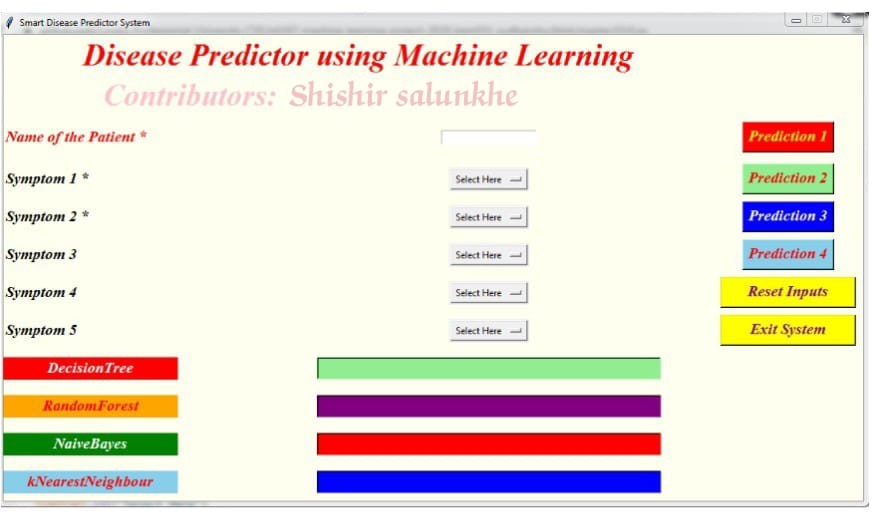 Smart Disease Predictor System
Disease Predictor using Machine Learning
Contributors: Shishir salunkhe
Name of the Patient * Prediction 1
Symptom 1 * Select Here Prediction 2
Symptom 2 * Select Here Prediction 3
Symptom 3 Select Here Prediction 4
Symptom 4 Select Here Reset Inputs
Symptom 5 Select Here Exit System
DecisionTree
RandomForest
NaiveBayes
kNearestNeighbour